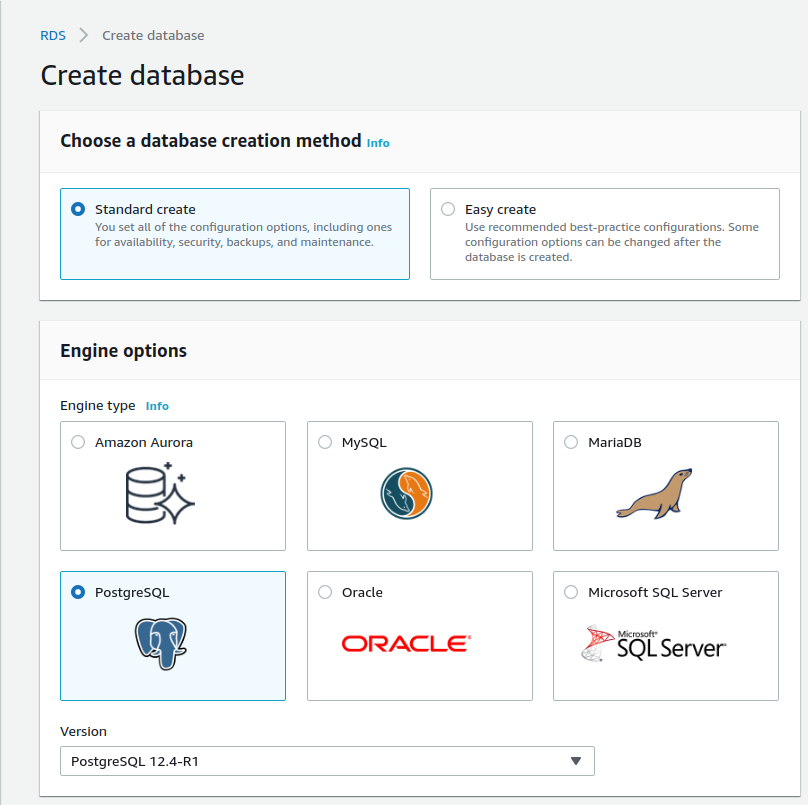 RDS > Create database
Create database
Choose a database creation method Info
Standard create
You set all of the configuration options, including ones
for availability, security, backups, and maintenance.
Easy create
Use recommended best-practice configurations. Some
configuration options can be changed after the
database is created.
Engine options
Engine type Info
Amazon Aurora
MySQL
MariaDB
PostgreSQL
Oracle
ORACLE®
Microsoft SQL Server
Microsoft®
SQL Server™
Version
PostgreSQL 12.4-R1